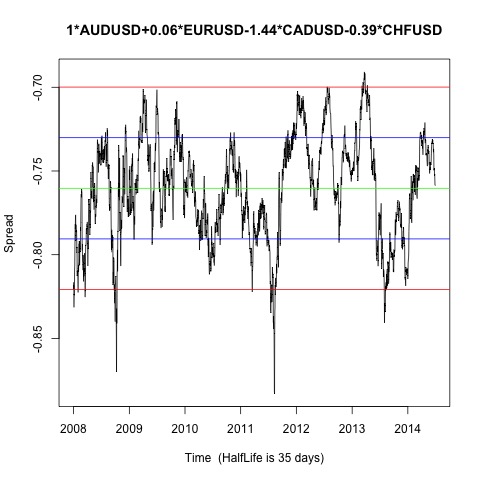 1*AUDUSD+0.06*EURUSD-1.44*CADUSD-0.39*CHFUSD
Spread
-0.70
-0.75
-0.80
-0.85
2008 2009 2010 2011 2012 2013 2014
Time (HalfLife is 35 days)